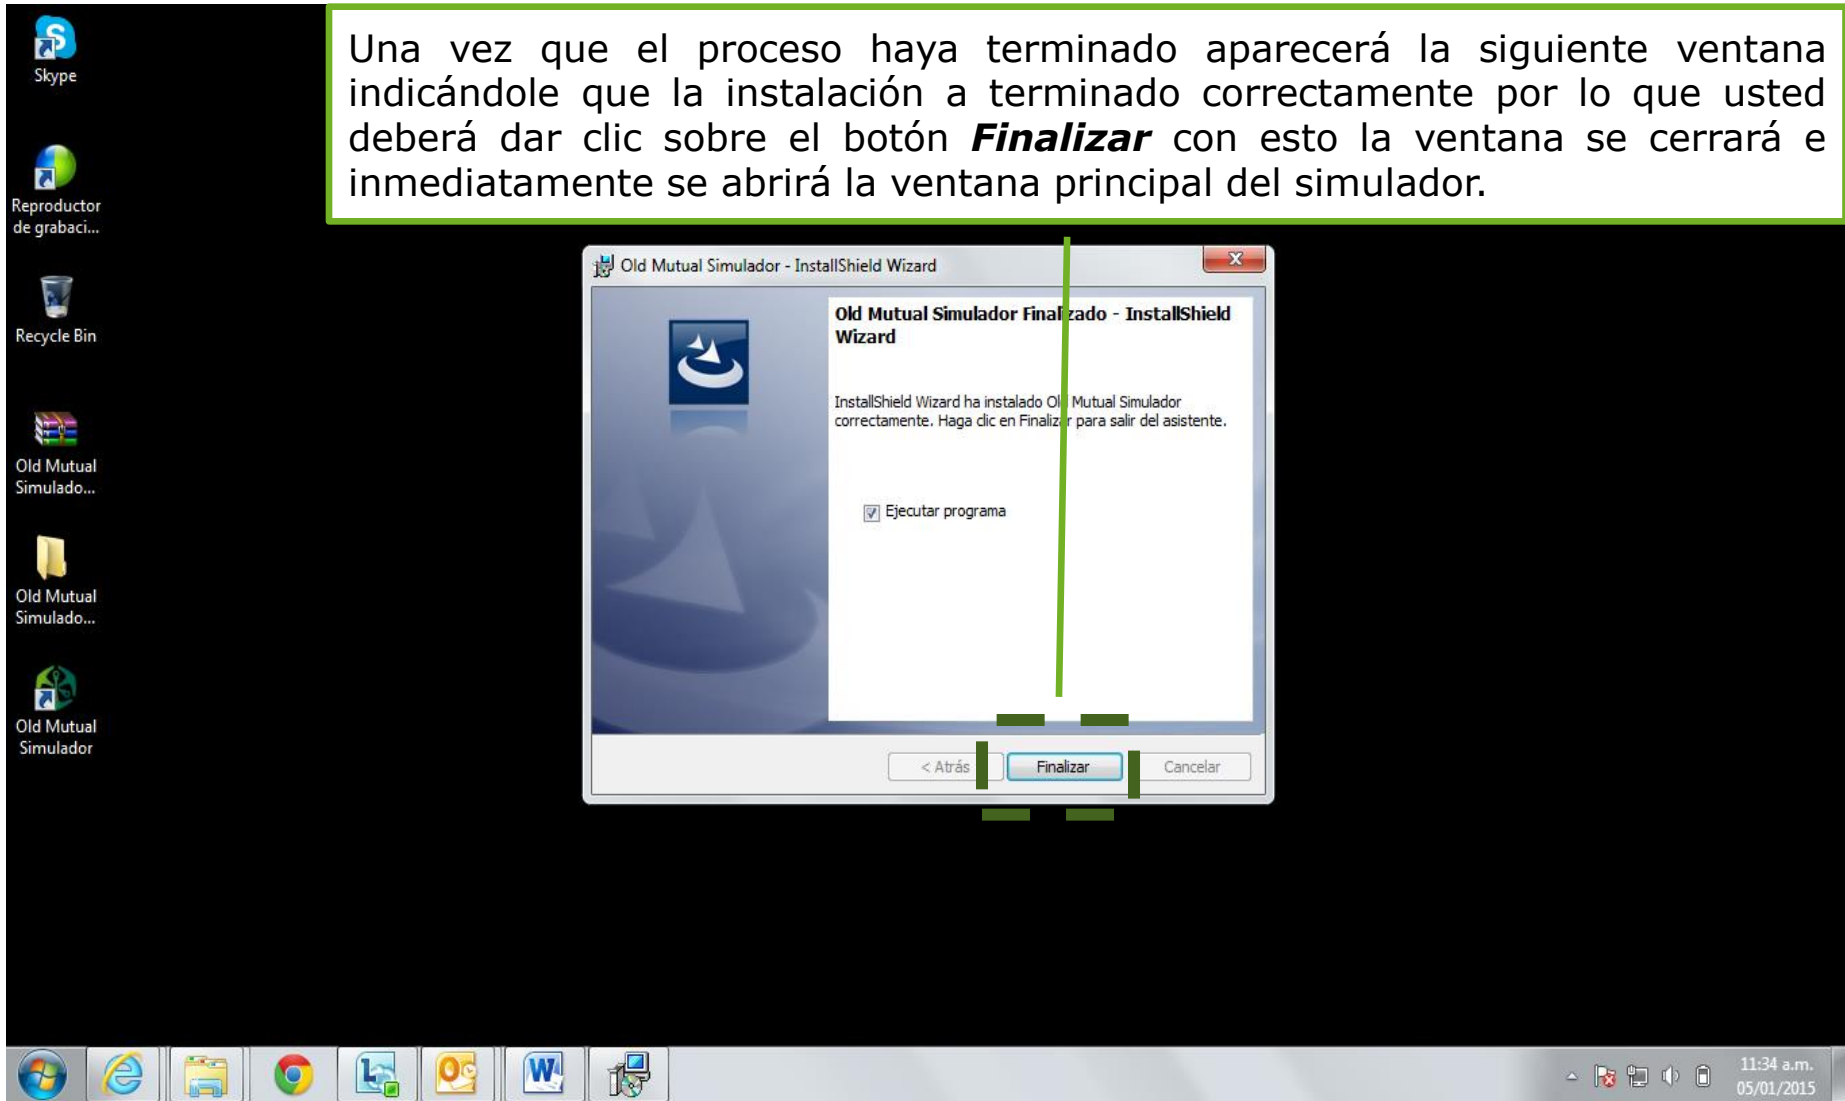 Una vez que el proceso haya terminado aparecerá la siguiente ventana
indicándole que la instalación a terminado correctamente por lo que usted
deberá dar clic sobre el botón Finalizar con esto la ventana se cerrará e
inmediatamente se abrirá la ventana principal del simulador.
Skype
Reproductor
de grabaci...
Recycle Bin
Old Mutual
Simulado...
Old Mutual
Simulado...
Old Mutual
Simulador
Old Mutual Simulador - InstallShield Wizard
Old Mutual Simulador Finalizado - InstallShield
Wizard
InstallShield Wizard ha instalado Old Mutual Simulador
correctamente. Haga clic en Finalizar para salir del asistente.
Ejecutar programa
< Atrás
Finalizar
Cancelar
11:34 a.m.
05/01/2015